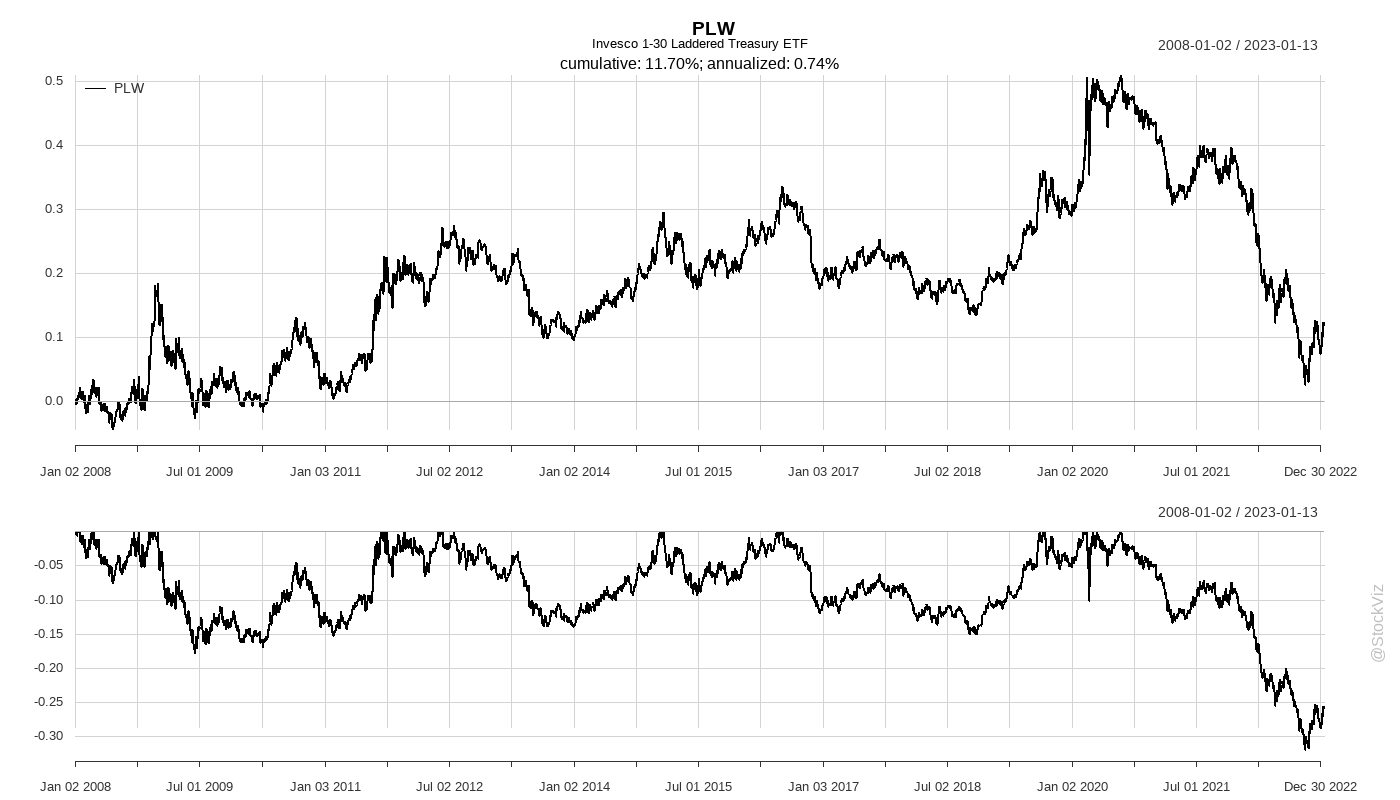 PLW
Invesco 1-30 Laddered Treasury ETF
cumulative: 11.70%; annualized: 0.74%
2008-01-02 / 2023-01-13
PLW
0.5
0.4
0.3
0.2
0.1
0.0
Jan 02 2008 Jul 01 2009 Jan 03 2011 Jul 02 2012 Jan 02 2014 Jul 01 2015 Jan 03 2017 Jul 02 2018 Jan 02 2020 Jul 01 2021 Dec 30 2022
2008-01-02 / 2023-01-13
-0.05
-0.10
-0.15
-0.20
-0.25
-0.30
Jan 02 2008 Jul 01 2009 Jan 03 2011 Jul 02 2012 Jan 02 2014 Jul 01 2015 Jan 03 2017 Jul 02 2018 Jan 02 2020 Jul 01 2021 Dec 30 2022
@StockViz